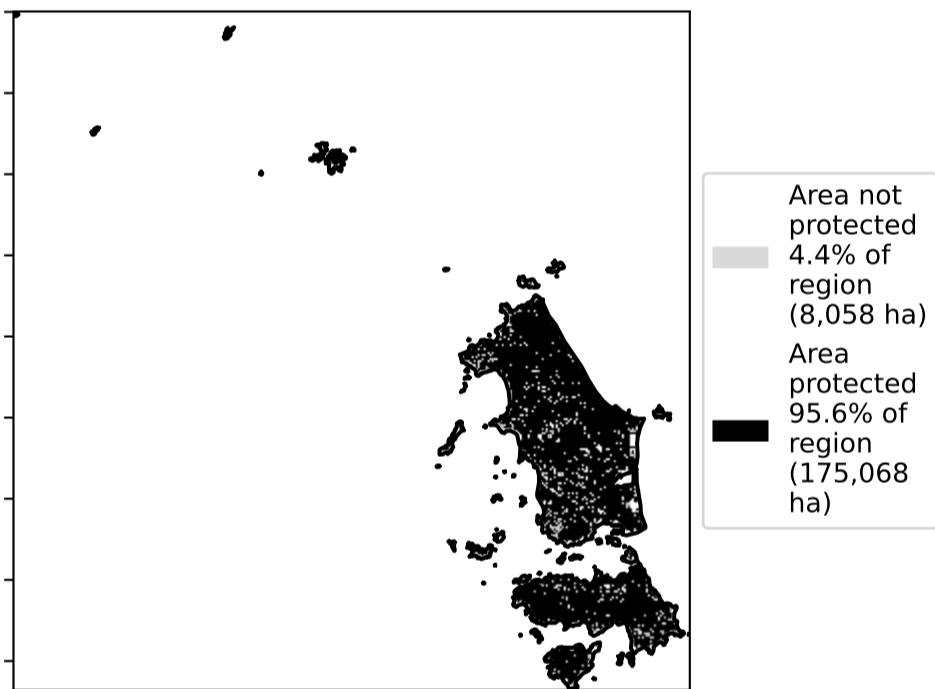 Area not
protected
4.4% of
region
(8,058 ha)
Area
protected
95.6% of
region
(175,068
ha)